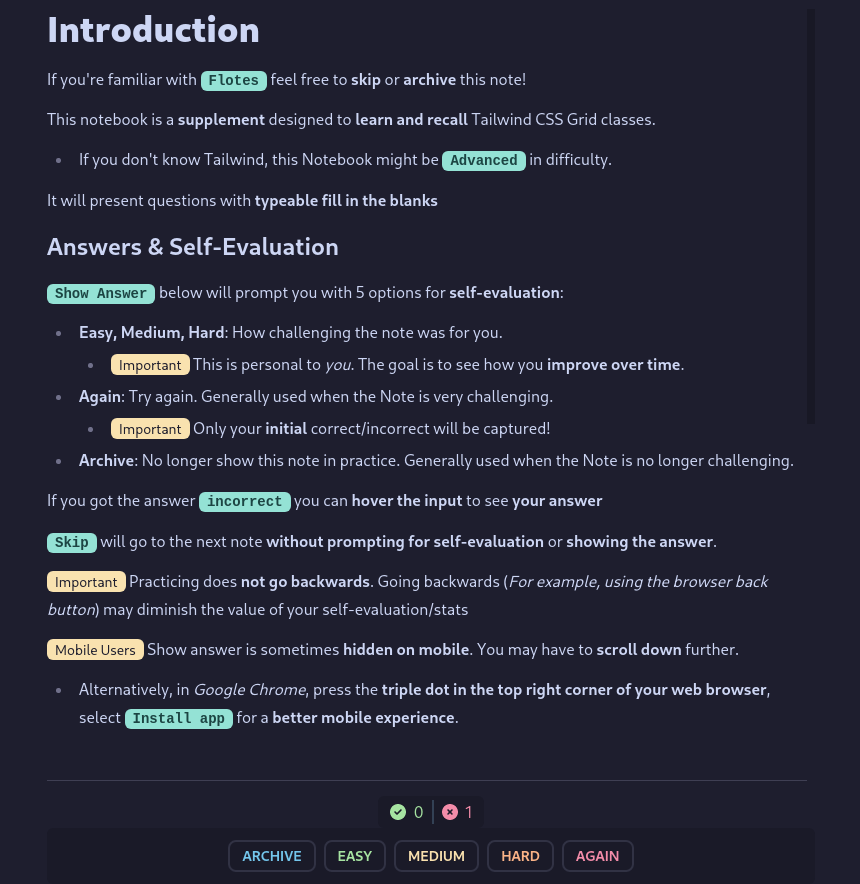 Introduction
If you're familiar with Flotes feel free to skip or archive this note!
This notebook is a supplement designed to learn and recall Tailwind CSS Grid classes.
If you don't know Tailwind, this Notebook might be Advanced in difficulty.
It will present questions with typeable fill in the blanks
Answers & Self-Evaluation
Show Answer below will prompt you with 5 options for self-evaluation:
Easy, Medium, Hard: How challenging the note was for you.
Important This is personal to you. The goal is to see how you improve over time.
Again: Try again. Generally used when the Note is very challenging.
Important Only your initial correct/incorrect will be captured!
Archive: No longer show this note in practice. Generally used when the Note is no longer challenging.
If you got the answer incorrect you can hover the input to see your answer
Skip will go to the next note without prompting for self-evaluation or showing the answer.
Important Practicing does not go backwards. Going backwards (For example, using the browser back
button) may diminish the value of your self-evaluation/stats
Mobile Users Show answer is sometimes hidden on mobile. You may have to scroll down further.
Alternatively, in Google Chrome, press the triple dot in the top right corner of your web browser,
select Install app for a better mobile experience.
0 1
ARCHIVE EASY MEDIUM HARD AGAIN